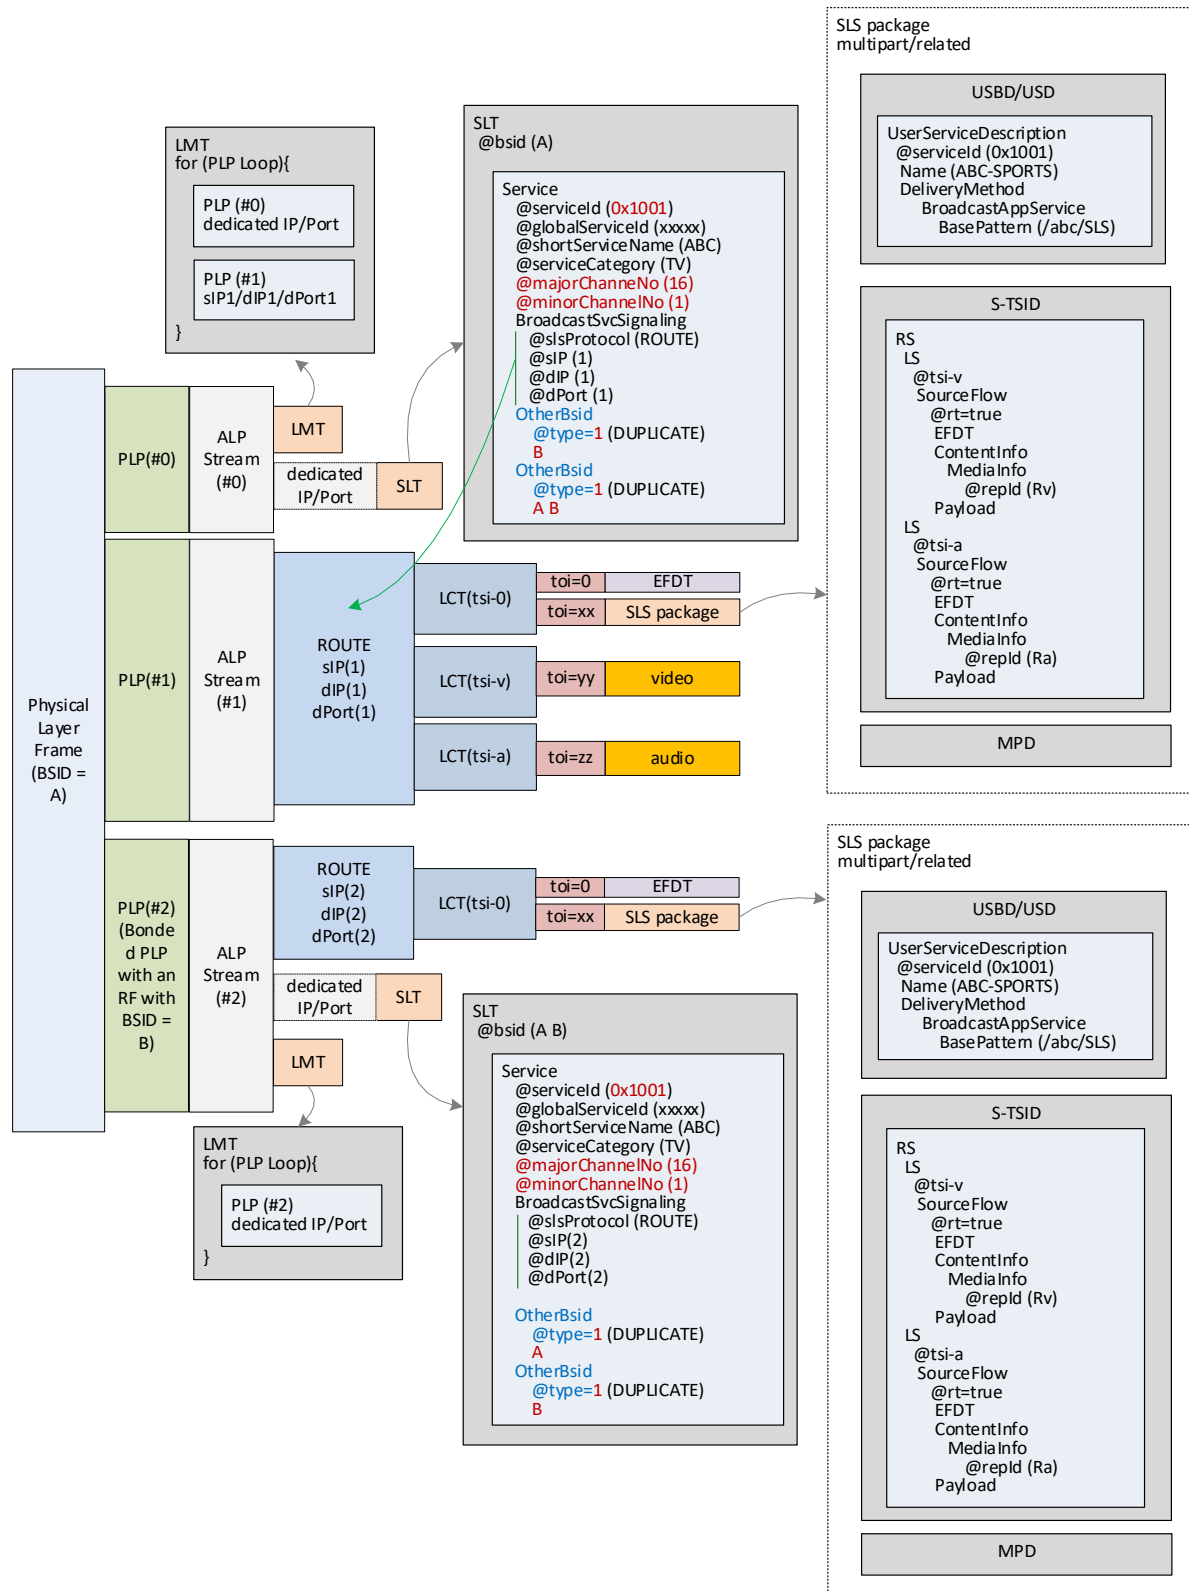 SLS package
multipart/related
USBD/USD
UserServiceDescription
@serviceId (0x1001)
Name (ABC-SPORTS)
DeliveryMethod
BroadcastAppService
BasePattern (/abc/SLS)
S-TSID
RS
LS
@tsi-v
SourceFlow
@rt=true
EFDT
ContentInfo
MediaInfo
@repId (Rv)
Payload
LS
@tsi-a
SourceFlow
@rt=true
EFDT
ContentInfo
MediaInfo
@repId (Ra)
Payload
MPD
SLT
@bsid (A)
Service
@serviceId (0x1001)
@globalServiceId (xxxxx)
@shortServiceName (ABC)
@serviceCategory (TV)
@majorChanneNo (16)
@minorChannelNo (1)
BroadcastSvcSignaling
@slsProtocol (ROUTE)
@sIP (1)
@dIP (1)
@dPort (1)
OtherBsid
@type=1 (DUPLICATE)
B
OtherBsid
@type=1 (DUPLICATE)
A B
LMT
for (PLP Loop){
PLP (#0)
dedicated IP/Port
PLP (#1)
sIP1/dIP1/dPort1
}
Physical
Layer
Frame
(BSID =
A)
PLP(#0)
ALP
Stream
(#0)
LMT
dedicated
IP/Port
SLT
PLP(#1)
ALP
Stream
(#1)
ROUTE
sIP(1)
dIP(1)
dPort(1)
LCT(tsi-0)
toi=0
EFDT
toi=xx
SLS package
LCT(tsi-v)
toi=yy
video
LCT(tsi-a)
toi=zz
audio
PLP(#2)
(Bonde
d PLP
with an
RF with
BSID =
B)
ALP
Stream
(#2)
ROUTE
sIP(2)
dIP(2)
dPort(2)
LCT(tsi-0)
toi=0
EFDT
toi=xx
SLS package
dedicated
IP/Port
SLT
LMT
LMT
for (PLP Loop){
PLP (#2)
dedicated IP/Port
}
SLT
@bsid (A B)
Service
@serviceId (0x1001)
@globalServiceId (xxxxx)
@shortServiceName (ABC)
@serviceCategory (TV)
@majorChannelNo (16)
@minorChannelNo (1)
BroadcastSvcSignaling
@slsProtocol (ROUTE)
@sIP(2)
@dIP(2)
@dPort(2)
OtherBsid
@type=1 (DUPLICATE)
A
OtherBsid
@type=1 (DUPLICATE)
B
SLS package
multipart/related
USBD/USD
UserServiceDescription
@serviceId (0x1001)
Name (ABC-SPORTS)
DeliveryMethod
BroadcastAppService
BasePattern (/abc/SLS)
S-TSID
RS
LS
@tsi-v
SourceFlow
@rt=true
EFDT
ContentInfo
MediaInfo
@repId (Rv)
Payload
LS
@tsi-a
SourceFlow
@rt=true
EFDT
ContentInfo
MediaInfo
@repId (Ra)
Payload
MPD